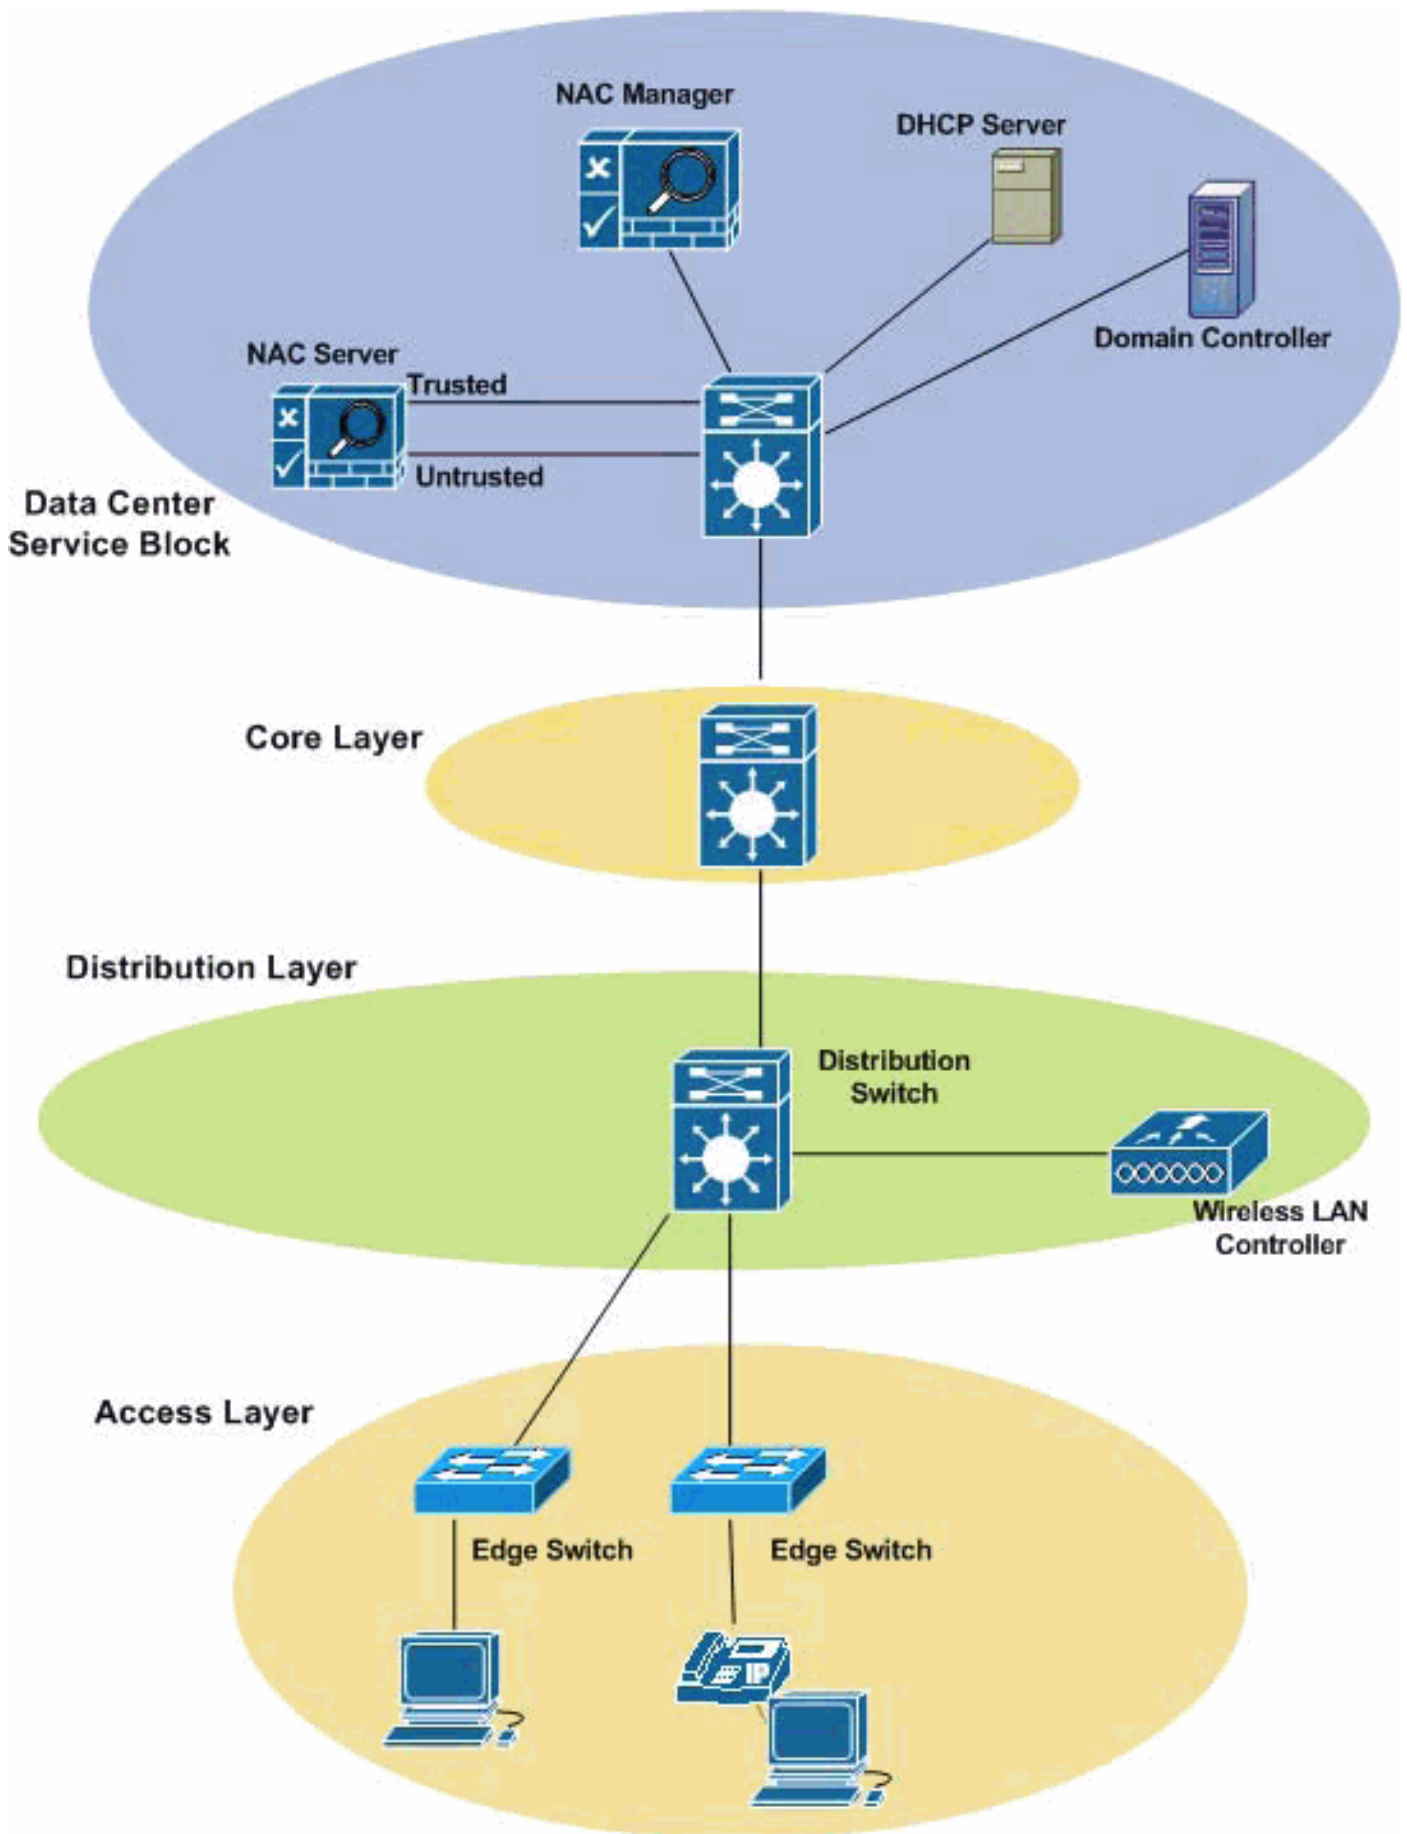 NAC Manager
DHCP Server
Domain Controller
NAC Server
Trusted
Untrusted
Data Center
Service Block
Core Layer
Distribution Layer
Distribution
Switch
Wireless LAN
Controller
Access Layer
Edge Switch
Edge Switch
IP